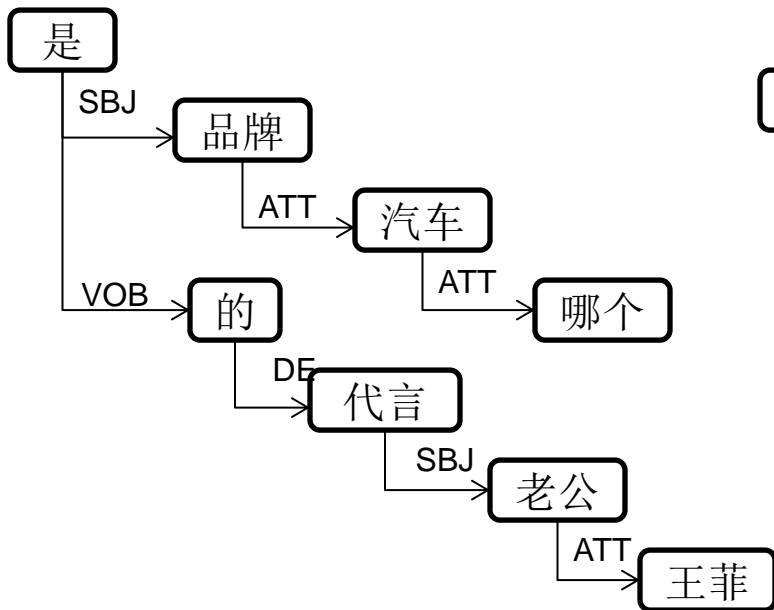 是
SBJ
品牌
ATT
汽车
ATT
VOB
的
哪个
DE
代言
SBJ
老公
ATT
王菲